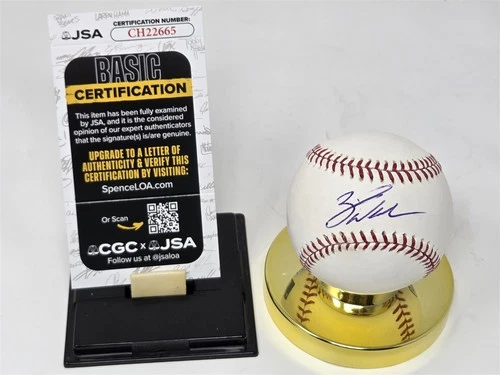 JSA
CERTIFICATION NUMBER:
CH22665
BASIC
CERTIFICATION
This item has been fully examined
by JSA, and it is the considered
opinion of our expert authenticators
that the signature(s) is/are genuine.
UPGRADE TO A LETTER OF
AUTHENTICITY & VERIFY THIS
CERTIFICATION BY VISITING:
SpenceLOA.com
Or Scan
CGC x JSA
Follow us at @jsaloa